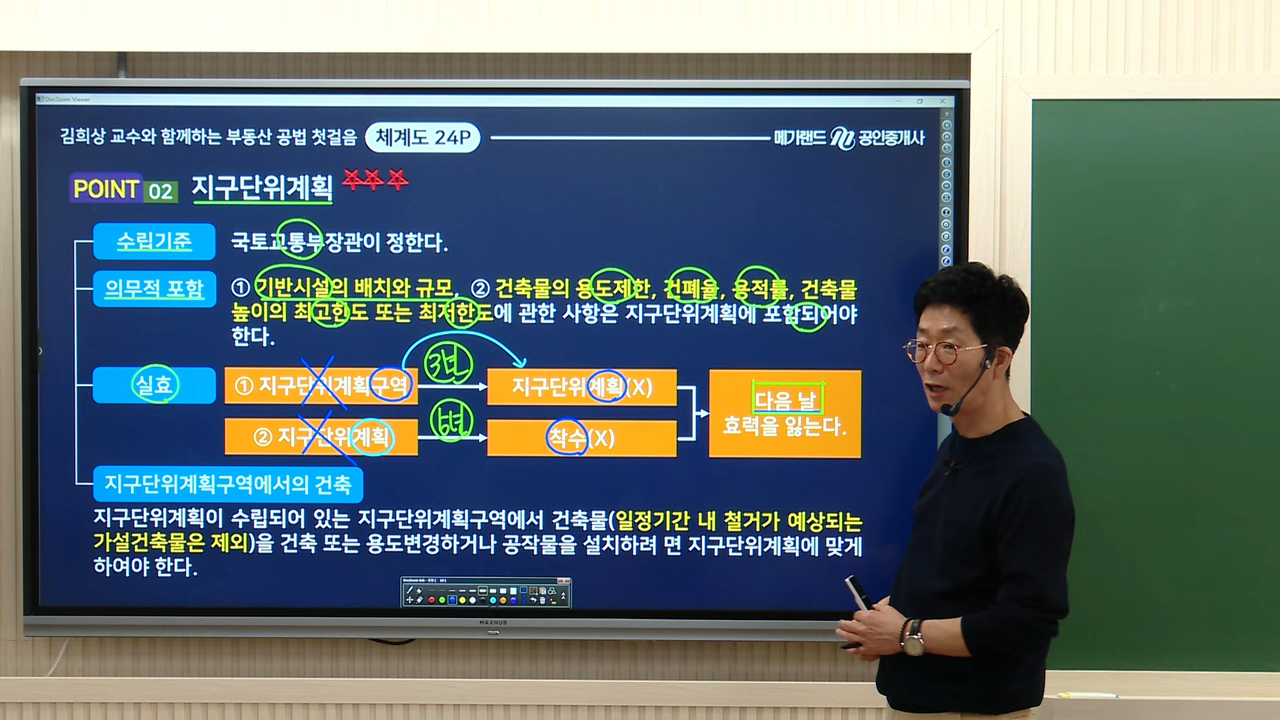 DocZoom Viewer
김희상 교수와 함께하는 부동산 공법 첫걸음 체계도 24P 메가랜드 공인중개사
POINT 02 지구단위계획
수립기준 국토교통부장관이 정한다.
의무적 포함 ① 기반시설의 배치와 규모, ② 건축물의 용도제한, 건폐율, 용적률, 건축물
높이의 최고한도 또는 최저한도에 관한 사항은 지구단위계획에 포함되어야
한다.
3년
실효 ① 지구단위계획구역 지구단위계획(X)
다음 날
효력을 잃는다.
5년
② 지구단위계획 착수(X)
지구단위계획구역에서의 건축
지구단위계획이 수립되어 있는 지구단위계획구역에서 건축물(일정기간 내 철거가 예상되는
가설건축물은 제외)을 건축 또는 용도변경하거나 공작물을 설치하려 면 지구단위계획에 맞게
하여야 한다.
MAXHUB